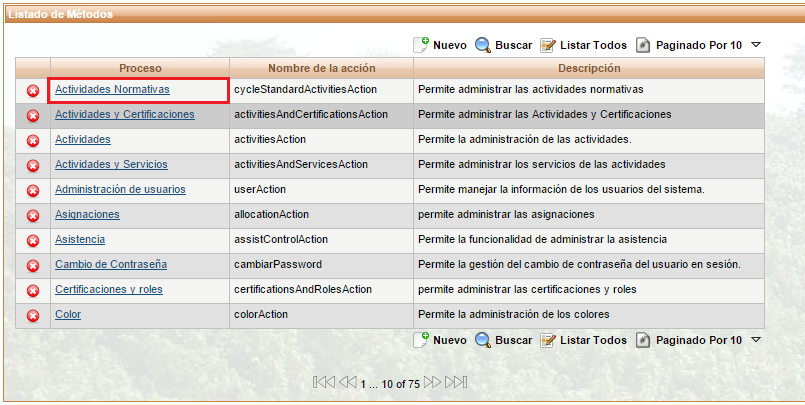 Listado de Métodos
Nuevo Buscar Listar Todos Paginado Por 10
Proceso Nombre de la acción Descripción
Actividades Normativas cycleStandardActivitiesAction Permite administrar las actividades normativas
Actividades y Certificaciones activitiesAndCertificationsAction Permite administrar las Actividades y Certificaciones
Actividades activitiesAction Permite la administración de las actividades.
Actividades y Servicios activitiesAndServicesAction Permite administrar los servicios de las actividades
Administración de usuarios userAction Permite manejar la información de los usuarios del sistema.
Asignaciones allocationAction permite administrar las asignaciones
Asistencia assistControlAction Permite la funcionalidad de administrar la asistencia
Cambio de Contraseña cambiarPassword Permite la gestión del cambio de contraseña del usuario en sesión.
Certificaciones y roles certificationsAndRolesAction permite administrar las certificaciones y roles
Color colorAction Permite la administración de los colores
Nuevo Buscar Listar Todos Paginado Por 10
1 ... 10 of 75